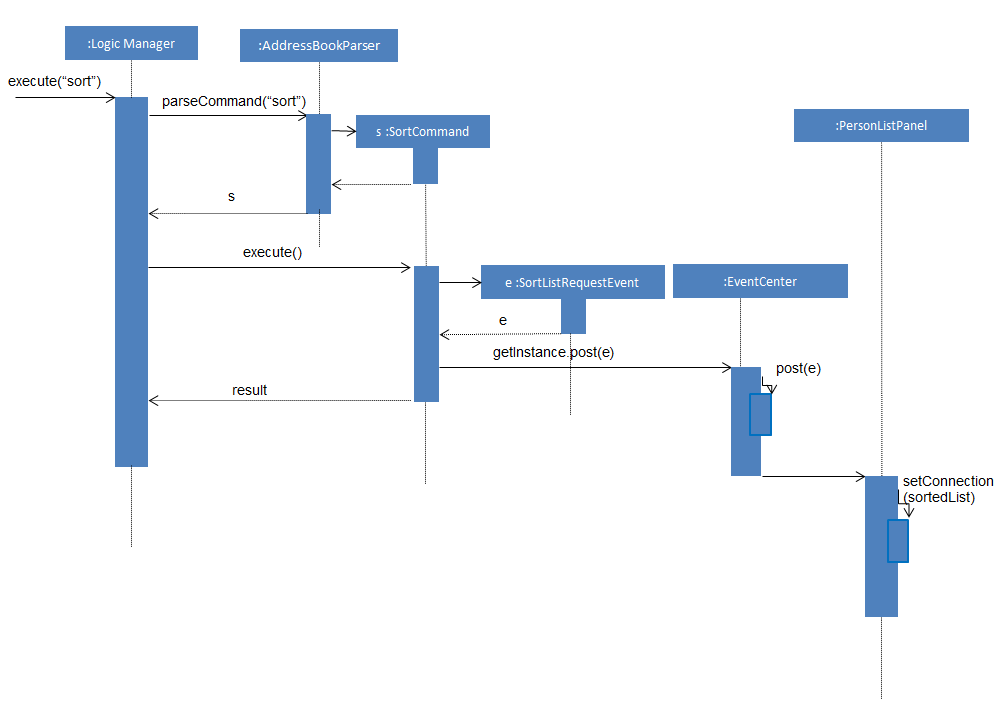 :Logic Manager
:AddressBookParser
execute(“sort”)
parseCommand(“sort”)
s :SortCommand
:PersonListPanel
s
execute()
e :SortListRequestEvent
:EventCenter
e
getInstance.post(e)
post(e)
result
setConnection
(sortedList)